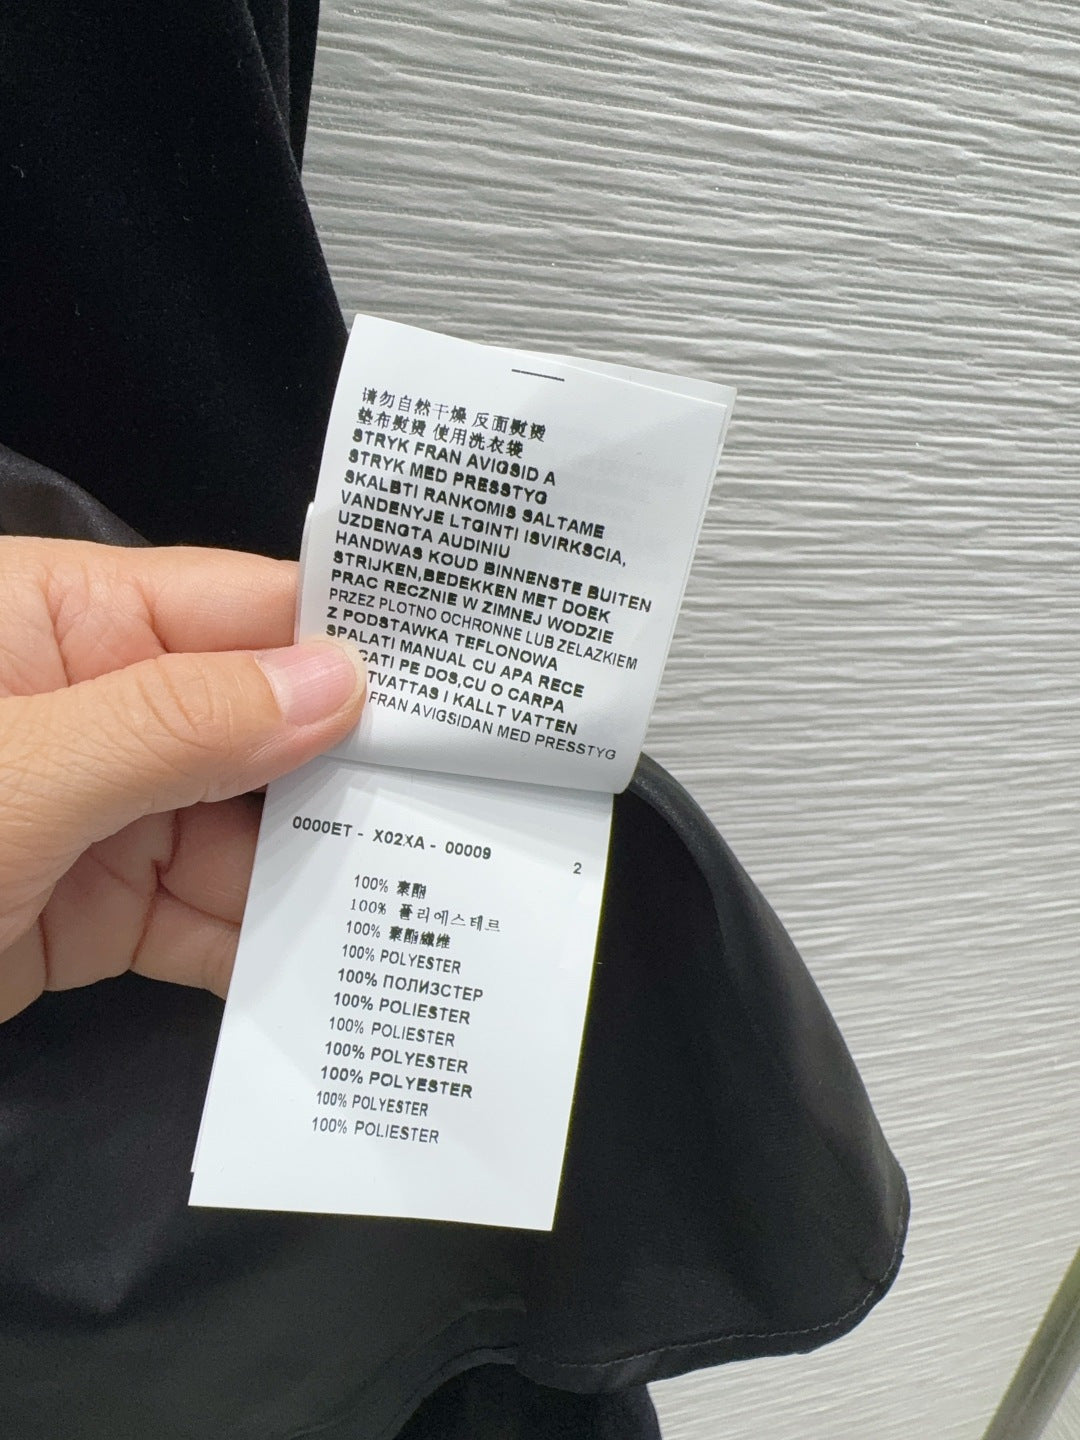 请勿自然干燥 反面熨烫
垫布熨烫 使用洗衣袋
STRYK FRAN AVIGSID A
STRYK MED PRESSTYG
SKALBTI RANKOMIS SALTAME
VANDENYJE LTGINTI ISVIRKSCIA,
UZDENGTA AUDINIU
HANDWAS KOUD BINNENSTE BUITEN
STRIJKEN,BEDEKKEN MET DOEK
PRAC RECZNIE W ZIMNEJ WODZIE
PRZEZ PLOTNO OCHRONNE LUB ZELAZKIEM
Z PODSTAWKA TEFLONOWA
SPALATI MANUAL CU APA RECE
CATI PE DOS,CU O CARPA
TVATTAS I KALLT VATTEN
FRAN AVIGSIDAN MED PRESSTYG
0000ET - X02XA - 00009
2
100% 聚酯
100% 폴리에스테르
100% 聚酯纖维
100% POLYESTER
100% ПОЛИЗСТЕР
100% POLIESTER
100% POLIESTER
100% POLYESTER
100% POLYESTER
100% POLYESTER
100% POLIESTER